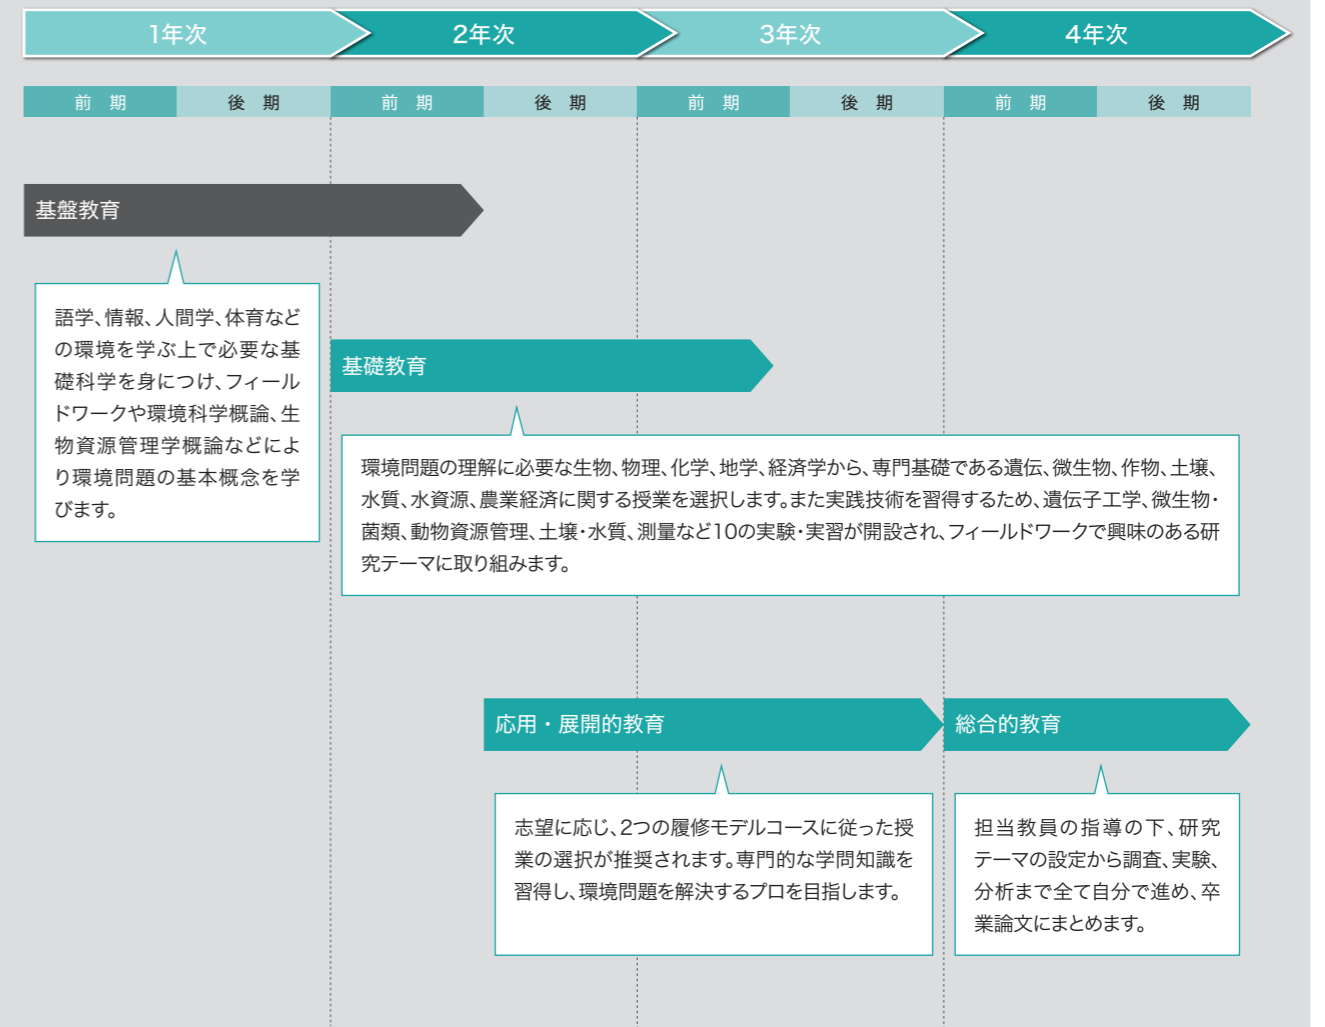 1年次 2年次 3年次 4年次
前 期 後 期 前 期 後 期 前 期 後 期 前 期 後 期
基盤教育
語学、情報、人間学、体育など
の環境を学ぶ上で必要な基
礎科学を身につけ、フィール
ドワークや環境科学概論、生
物資源管理学概論などによ
り環境問題の基本概念を学
びます。
基礎教育
環境問題の理解に必要な生物、物理、化学、地学、経済学から、専門基礎である遺伝、微生物、作物、土壌、
水質、水資源、農業経済に関する授業を選択します。また実践技術を習得するため、遺伝子工学、微生物・
菌類、動物資源管理、土壌・水質、測量など10の実験・実習が開設され、フィールドワークで興味のある研
究テーマに取り組みます。
応用・展開的教育
志望に応じ、2つの履修モデルコースに従った授
業の選択が推奨されます。専門的な学問知識を
習得し、環境問題を解決するプロを目指します。
総合的教育
担当教員の指導の下、研究
テーマの設定から調査、実験、
分析まで全て自分で進め、卒
業論文にまとめます。